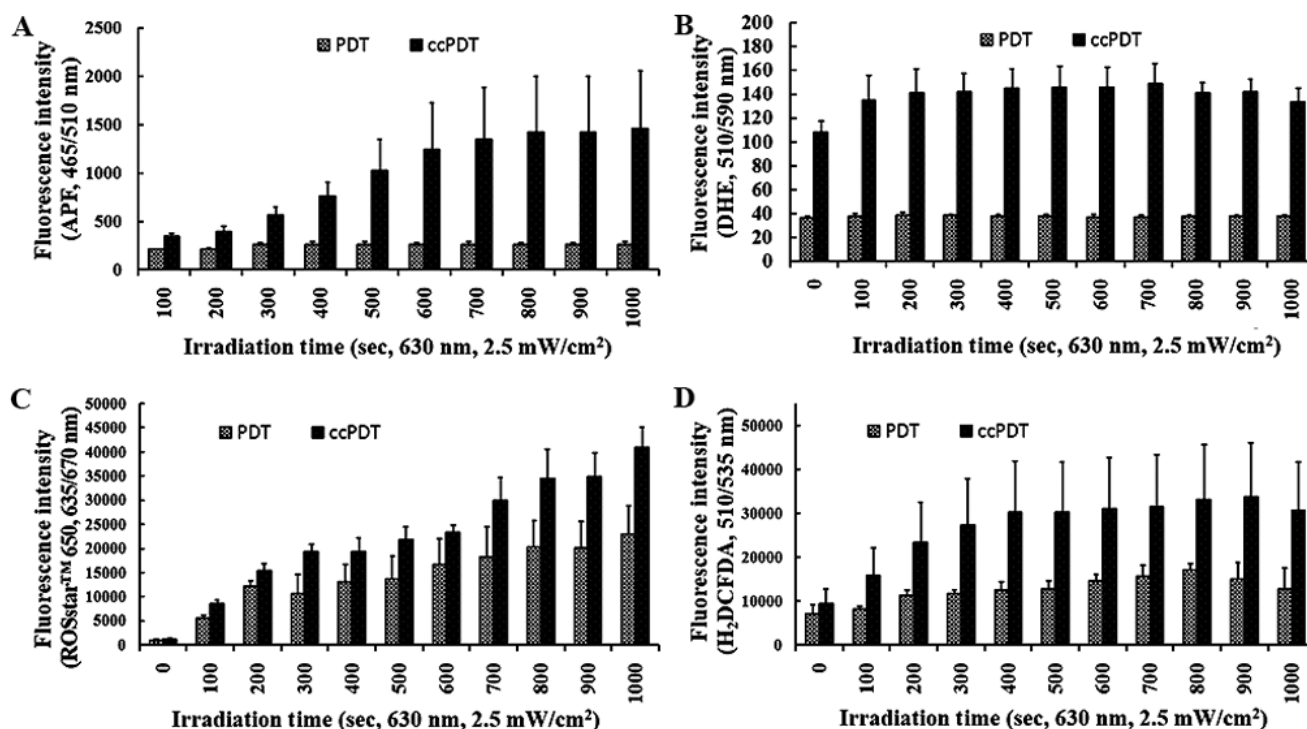 A
Fluorescence intensity
(APF, 465/510 nm)
2500
2000
1500
1000
500
0
PDT ccPDT
100 200 300 400 500 600 700 800 900 1000
Irradiation time (sec, 630 nm, 2.5 mW/cm²)
B
Fluorescence intensity
(DHE, 510/590 nm)
200
180
160
140
120
100
80
60
40
20
0
PDT ccPDT
0 100 200 300 400 500 600 700 800 900 1000
Irradiation time (sec, 630 nm, 2.5 mW/cm²)
C
Fluorescence intensity
(ROSstar™ 650, 635/670 nm)
50000
45000
40000
35000
30000
25000
20000
15000
10000
5000
0
PDT ccPDT
0 100 200 300 400 500 600 700 800 900 1000
Irradiation time (sec, 630 nm, 2.5 mW/cm²)
D
Fluorescence intensity
(H₂DCFDA, 510/535 nm)
50000
40000
30000
20000
10000
0
PDT ccPDT
0 100 200 300 400 500 600 700 800 900 1000
Irradiation time (sec, 630 nm, 2.5 mW/cm²)